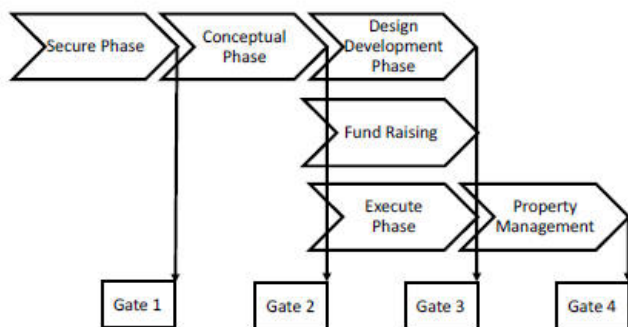 Secure Phase
Conceptual
Phase
Design
Development
Phase
Fund Raising
Execute
Phase
Property
Management
Gate 1
Gate 2
Gate 3
Gate 4